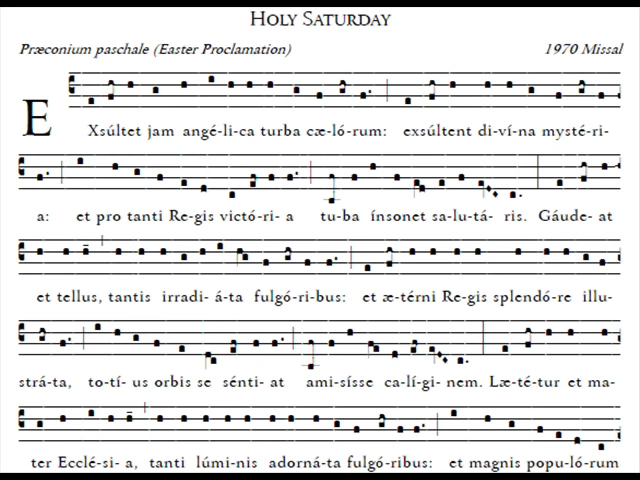 HOLY SATURDAY
Præconium paschale (Easter Proclamation) 1970 Missal
EXsúltet jam angé-li-ca turba cæ-ló-rum: exsúltent di-ví-na mysté-ri-
a: et pro tanti Re-gis victó-ri-a tu-ba ínsonet sa-lu-tá- ris. Gáude-at
et tellus, tantis irradi-á-ta fulgó-ri-bus: et æ-térni Re-gis splendó-re illu-
strá-ta, to-tí-us orbis se sénti-at ami-sísse ca-lí-gi-nem. Læ-té-tur et ma-
ter Ecclé-si-a, tanti lúmi-nis adorná-ta fulgó-ribus: et magnis popu-ló-rum